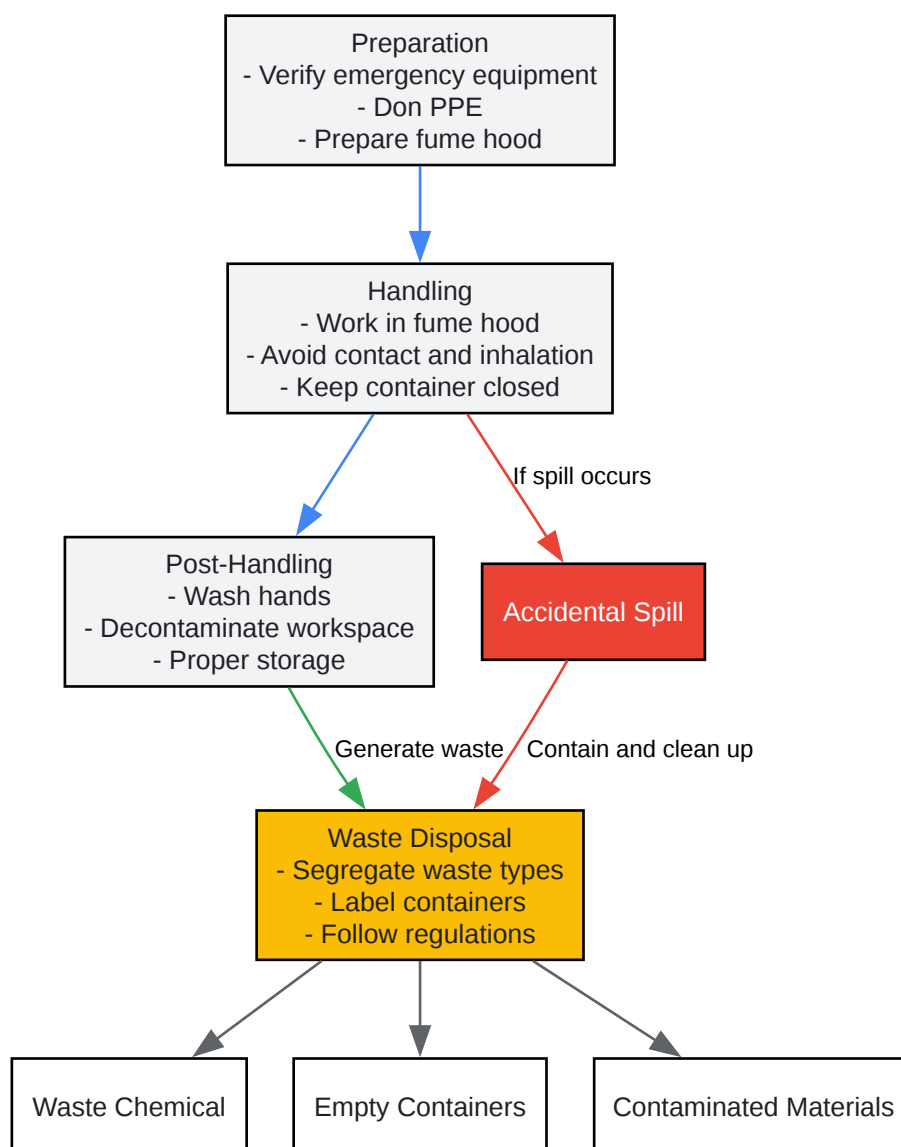 Preparation
- Verify emergency equipment
- Don PPE
- Prepare fume hood
Handling
- Work in fume hood
- Avoid contact and inhalation
- Keep container closed
If spill occurs
Post-Handling
- Wash hands
- Decontaminate workspace
- Proper storage
Accidental Spill
Generate waste
Contain and clean up
Waste Disposal
- Segregate waste types
- Label containers
- Follow regulations
Waste Chemical
Empty Containers
Contaminated Materials